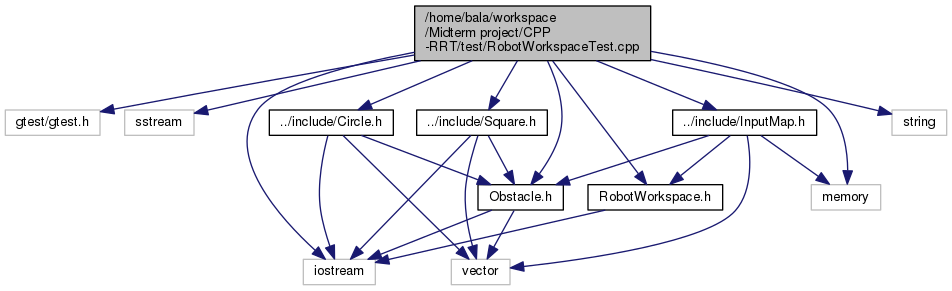 /home/bala/workspace
/Midterm project/CPP
-RRT/test/RobotWorkspaceTest.cpp
gtest/gtest.h
sstream
../include/Circle.h
../include/Square.h
../include/InputMap.h
string
Obstacle.h
RobotWorkspace.h
memory
iostream
vector